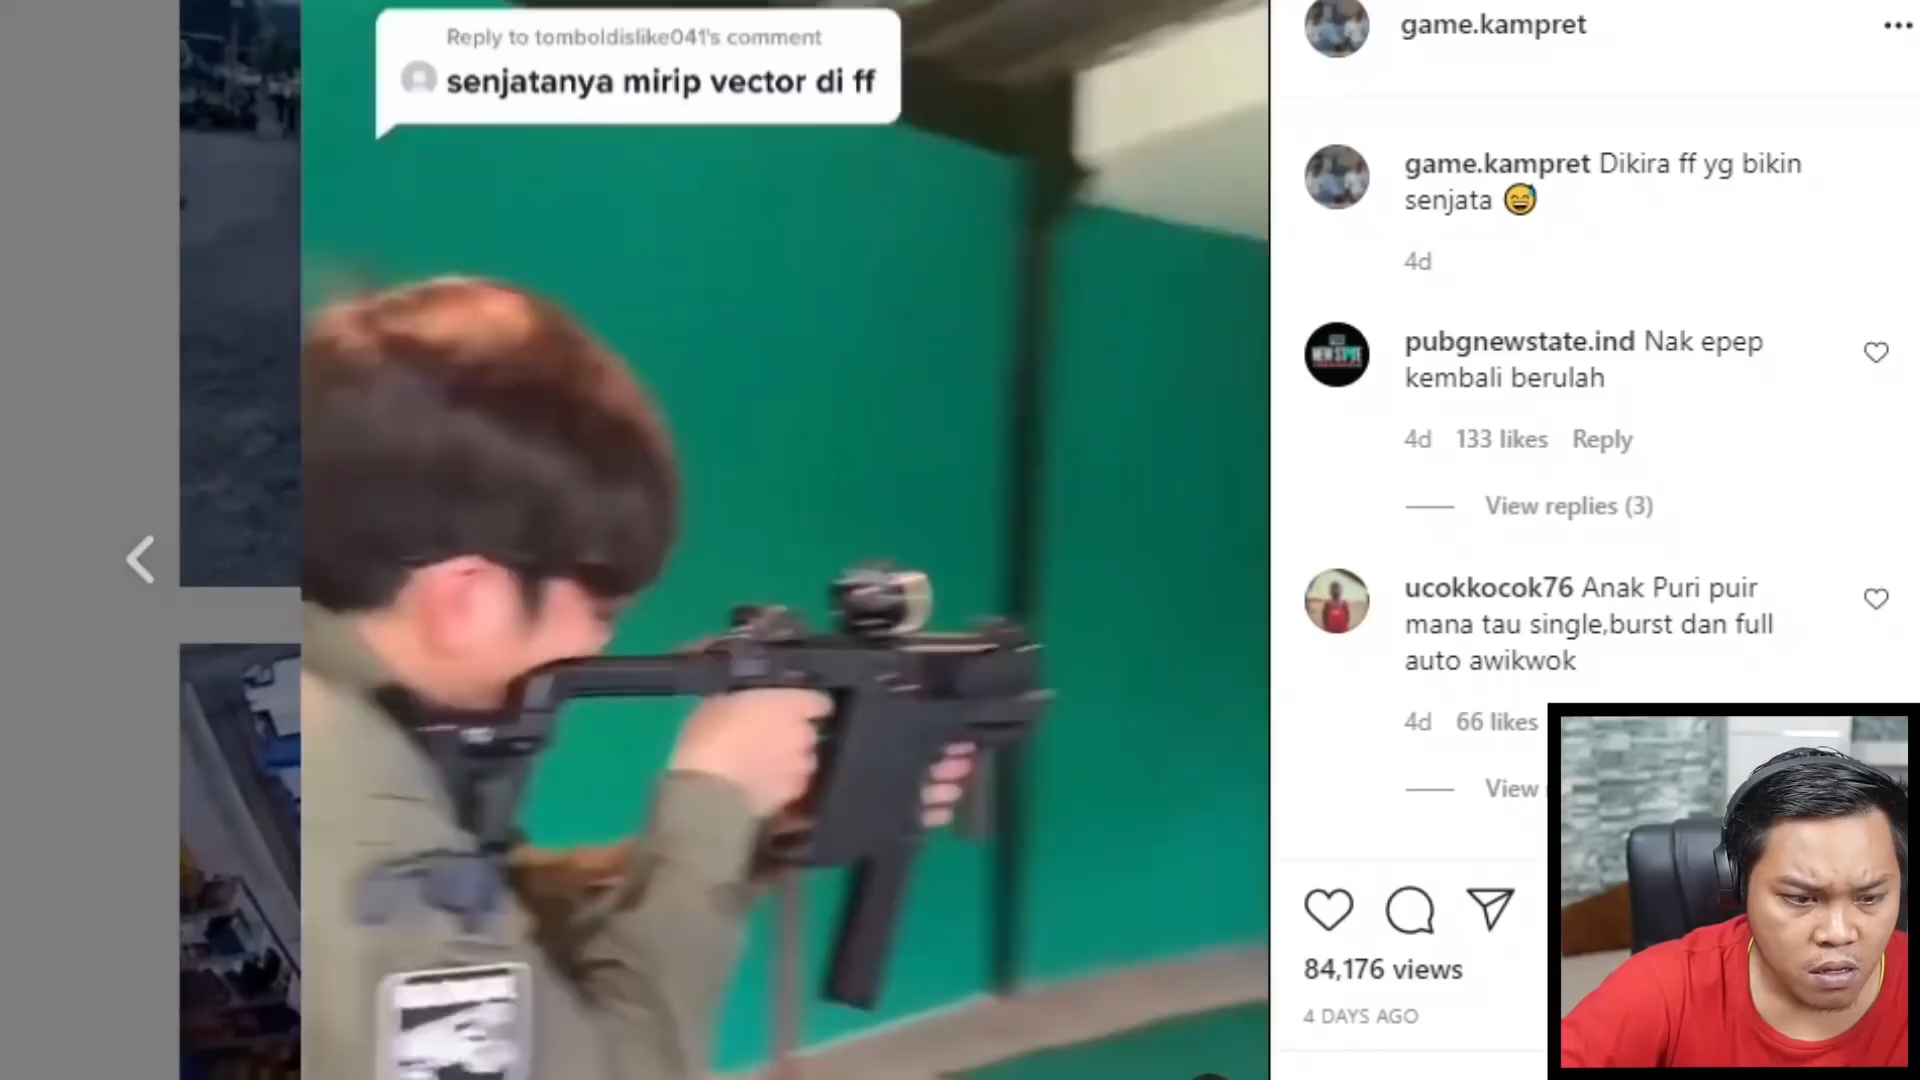 Reply to tomboldislike041's comment
senjatanya mirip vector di ff
game.kampret
game.kampret Dikira ff yg bikin
senjata 😅
4d
pubgnewstate.ind Nak epep
kembali berulah
4d 133 likes Reply
View replies (3)
ucokkocok76 Anak Puri puir
mana tau single,burst dan full
auto awikwok
4d 66 likes
View
84,176 views
4 DAYS AGO
NEW STATE